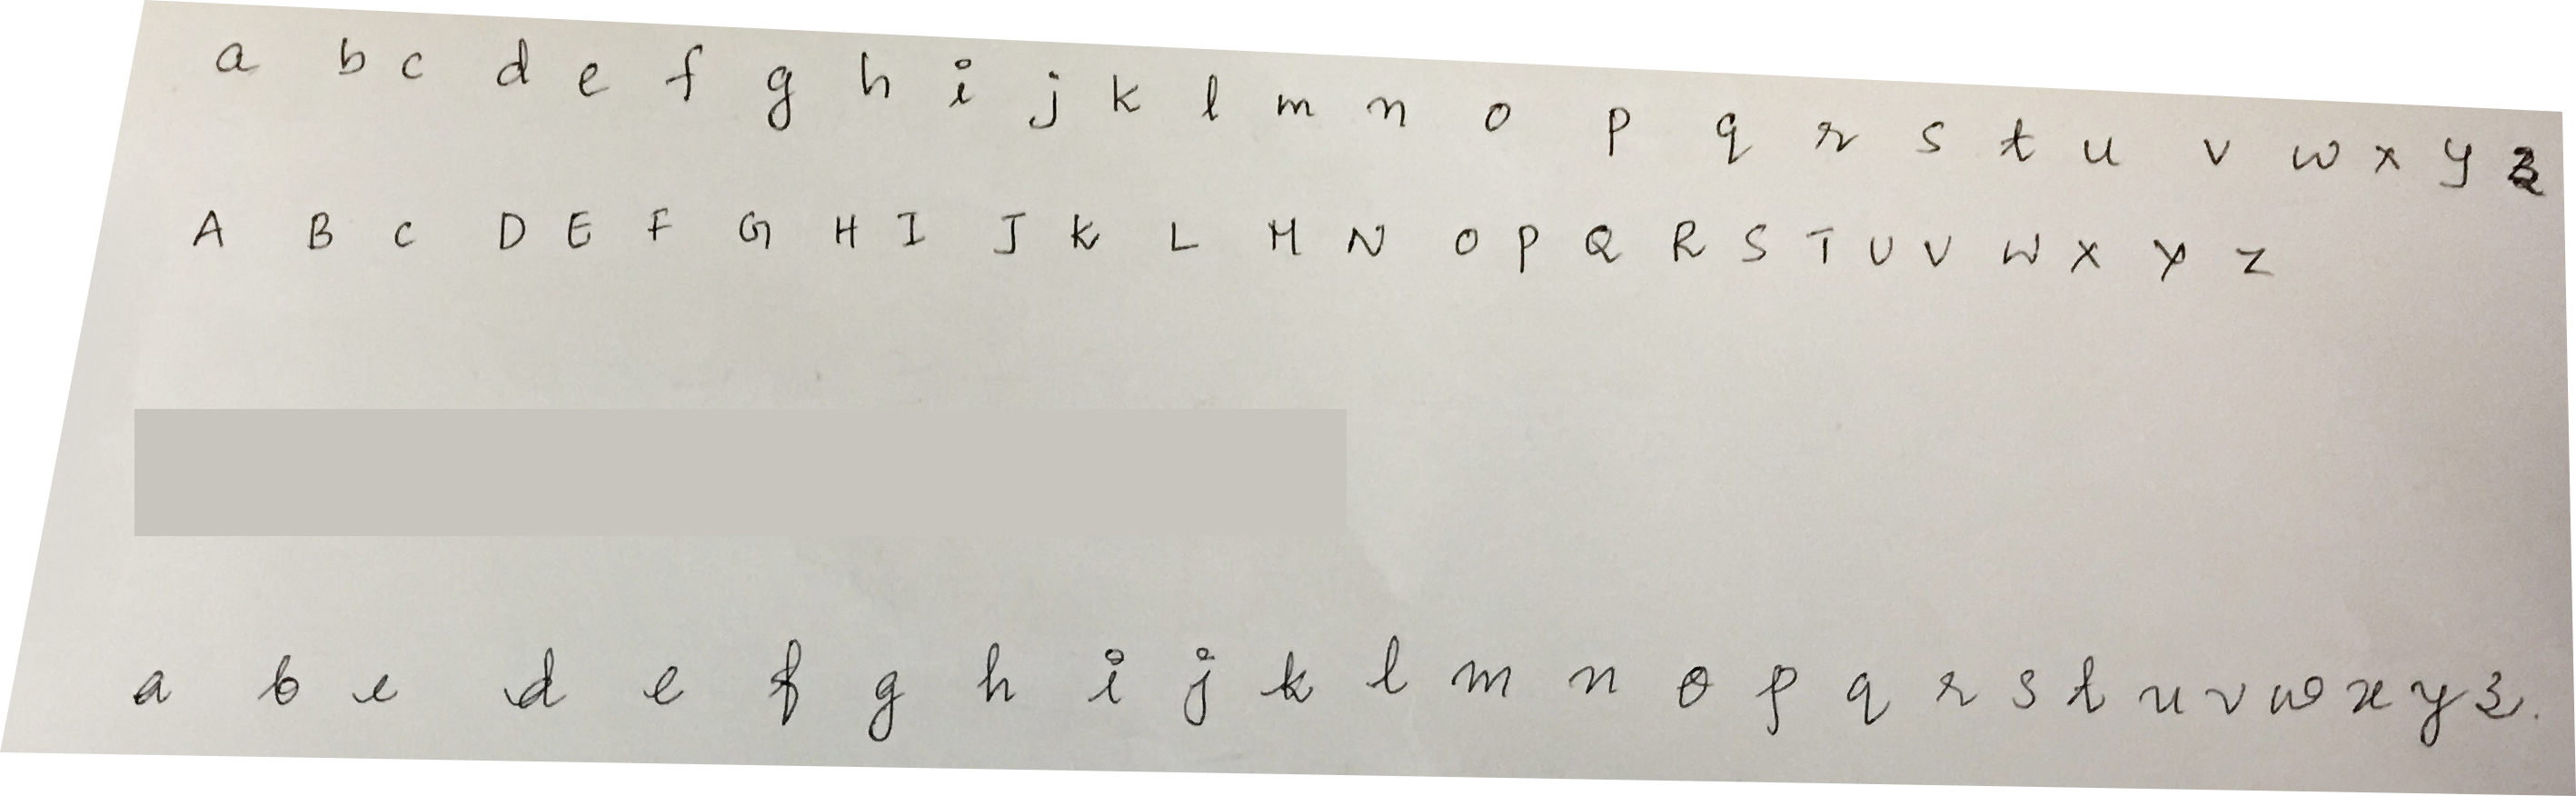 a b c d e f g h i j k l m n o p q r s t u v w x y z
A B C D E F G H I J K L M N O P Q R S T U V W X Y Z
a b c d e f g h i j k l m n o p q r s t u v w x y z.